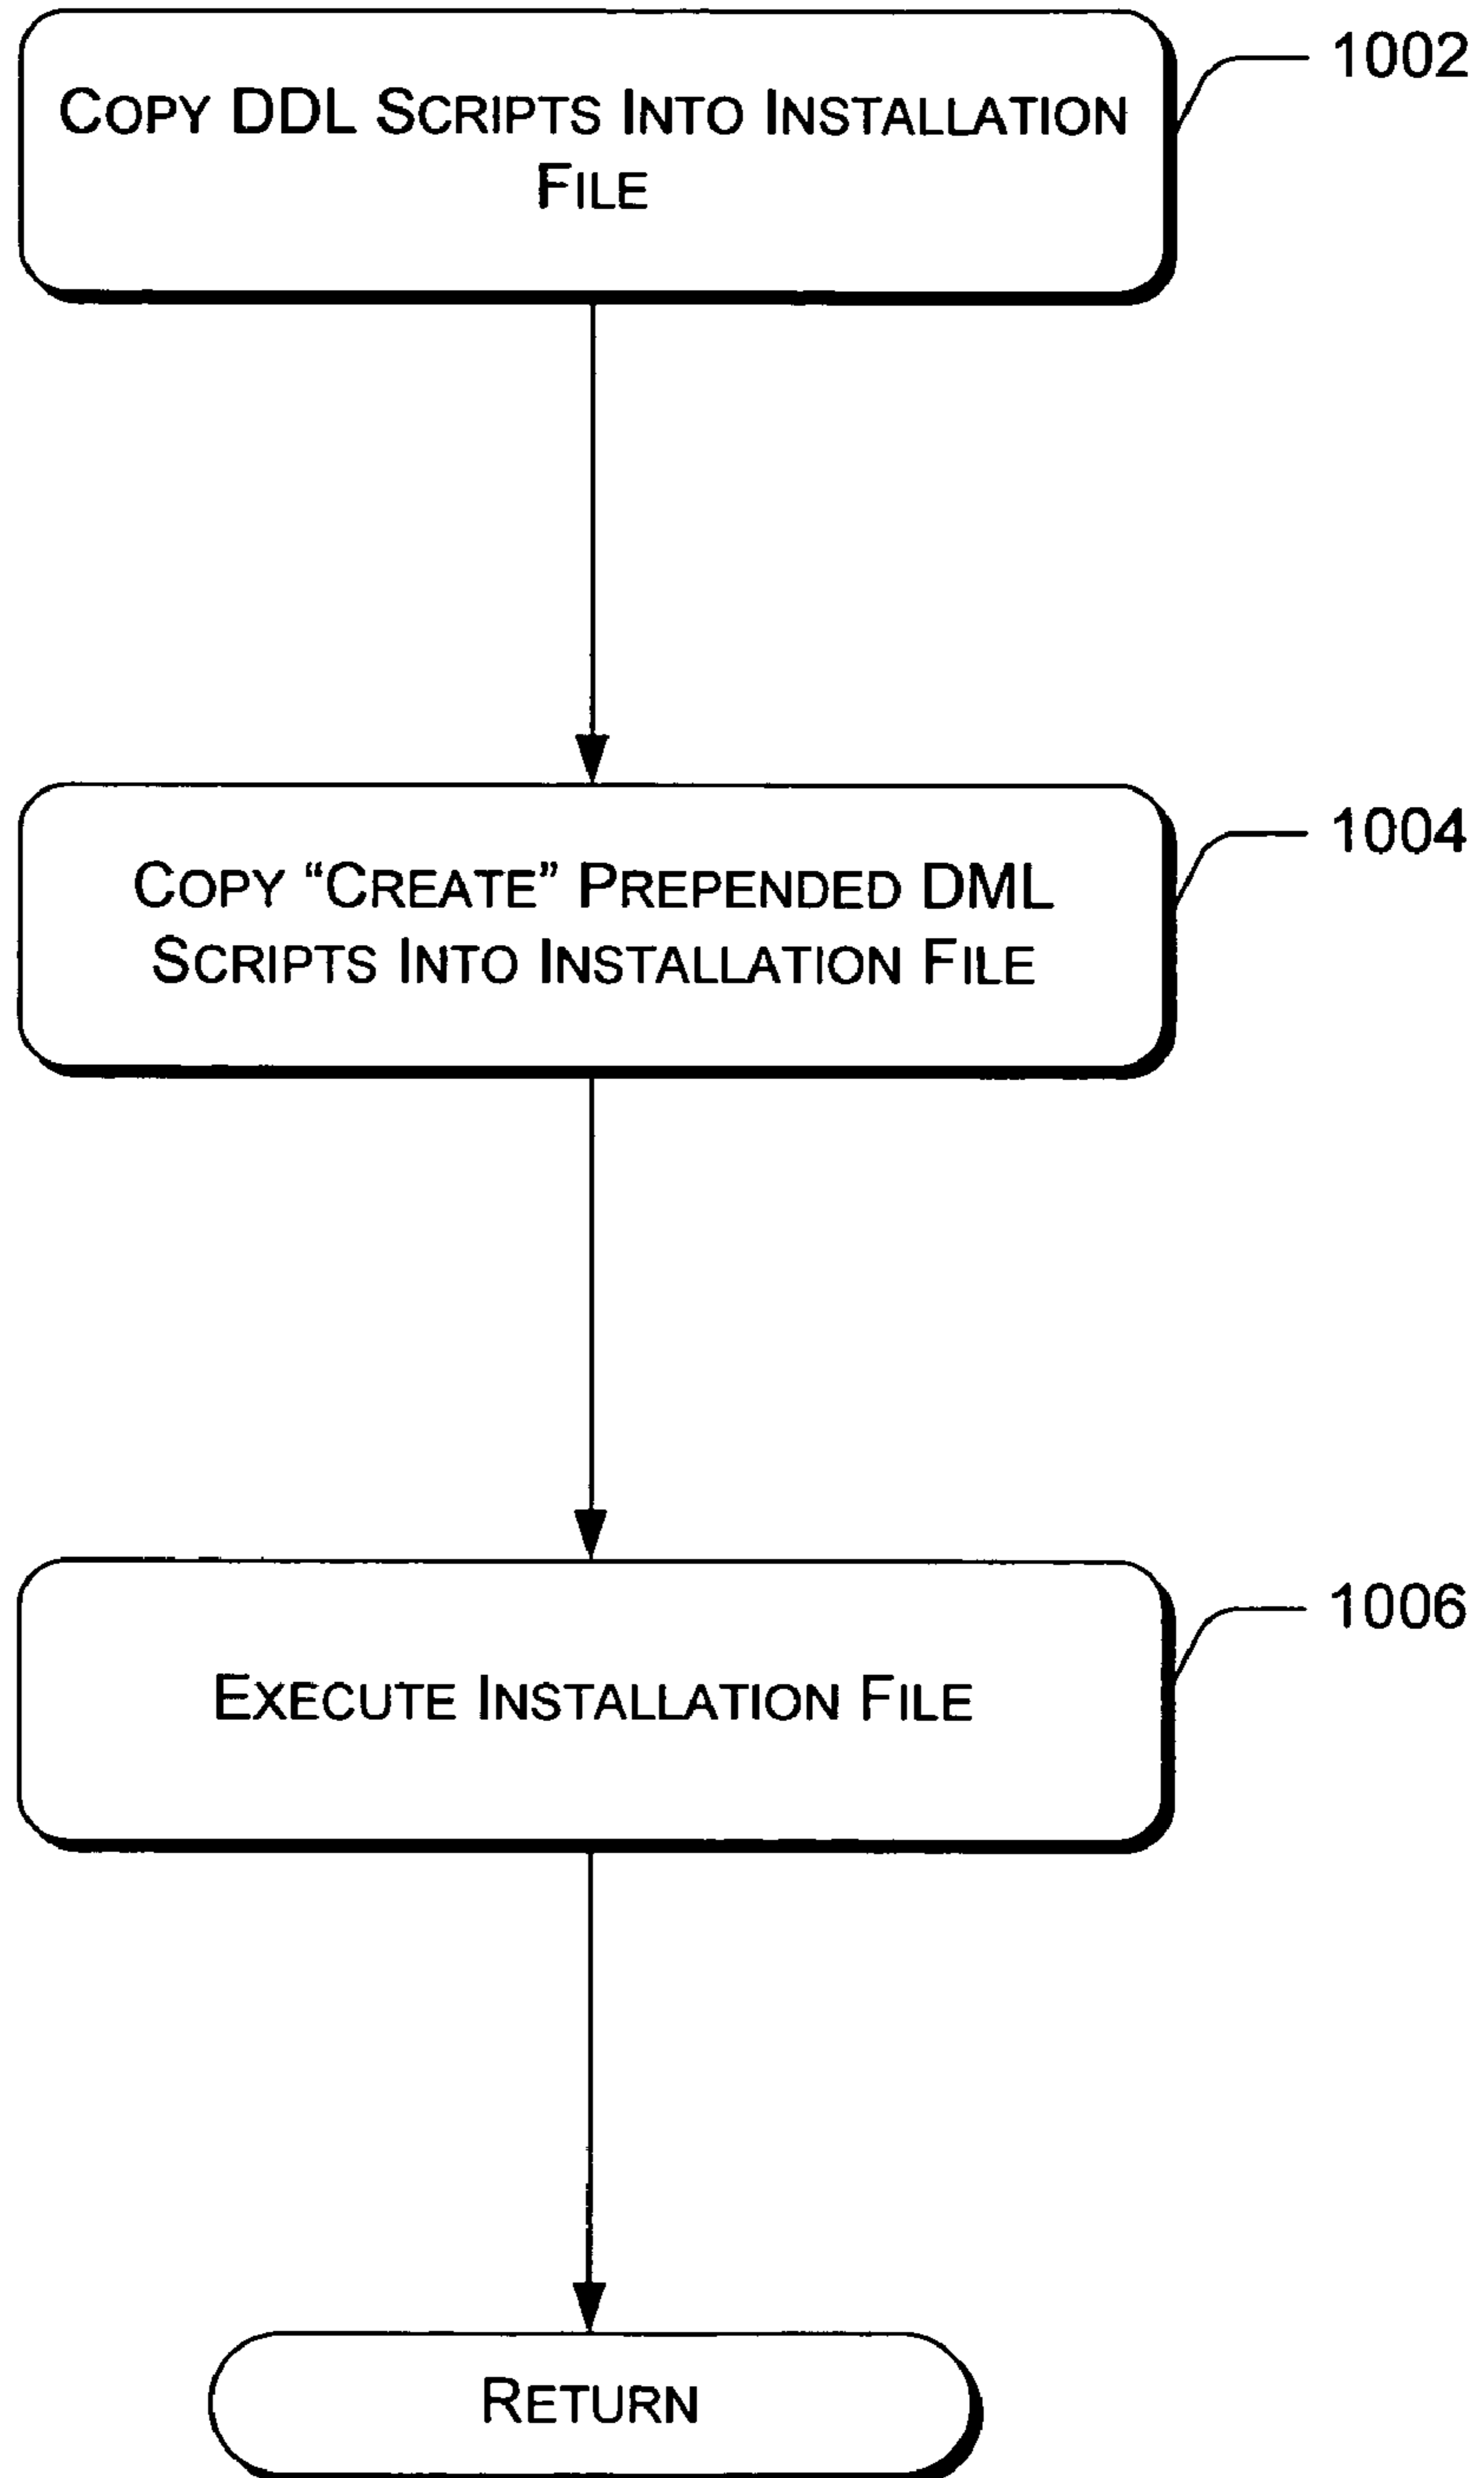 1002
COPY DDL SCRIPTS INTO INSTALLATION
FILE
1004
COPY “CREATE” PREPENDED DML
SCRIPTS INTO INSTALLATION FILE
1006
EXECUTE INSTALLATION FILE
RETURN